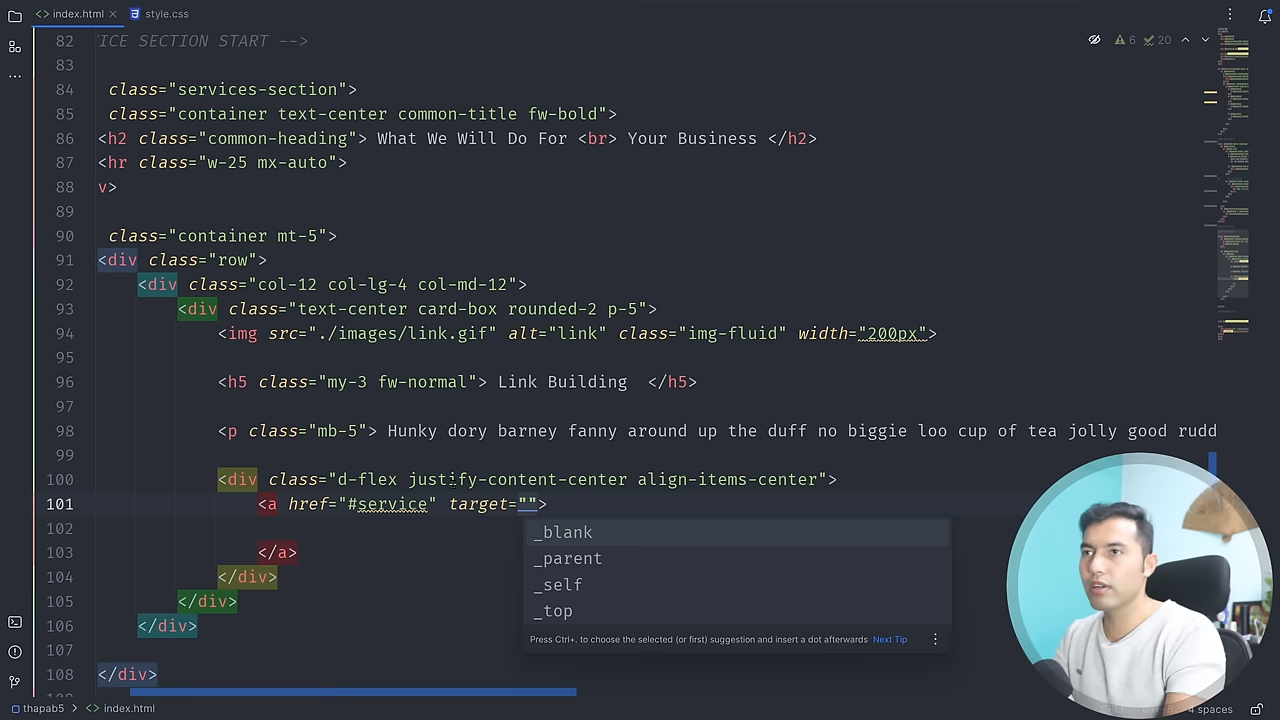 index.html
style.css
82 'ICE SECTION START -->
6 20
83
84 class="services-section">
85 class="container text-center common-title fw-bold">
86 <h2 class="common-heading"> What We Will Do For <br> Your Business </h2>
87 <hr class="w-25 mx-auto">
88 v>
89
90 class="container mt-5">
91 <div class="row">
92 <div class="col-12 col-lg-4 col-md-12">
93 <div class="text-center card-box rounded-2 p-5">
94 <img src="./images/link.gif" alt="link" class="img-fluid" width="200px">
95
96 <h5 class="my-3 fw-normal"> Link Building </h5>
97
98 <p class="mb-5"> Hunky dory barney fanny around up the duff no biggie loo cup of tea jolly good rudd
99
100 <div class="d-flex justify-content-center align-items-center">
101 <a href="#service" target="">
102
_blank
103 </a>
_parent
104 </div>
_self
105 </div>
_top
106 </div>
Press Ctrl+. to choose the selected (or first) suggestion and insert a dot afterwards Next Tip
107
108 </div>
thapab5 > index.html
4 spaces